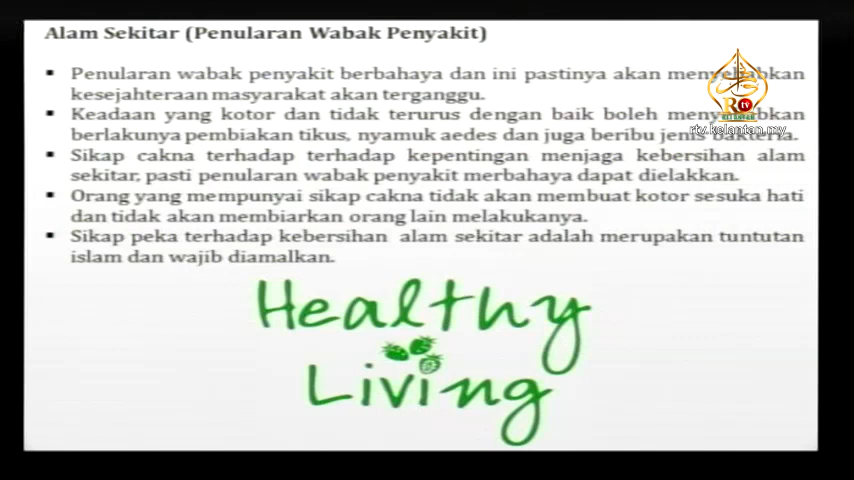 Alam Sekitar (Penularan Wabak Penyakit)
▪ Penularan wabak penyakit berbahaya dan ini pastinya akan menyebabkan
kesejahteraan masyarakat akan terganggu.
▪ Keadaan yang kotor dan tidak terurus dengan baik boleh menyebabkan
berlakunya pembiakan tikus, nyamuk aedes dan juga beribu jenis bakteria.
▪ Sikap cakna terhadap terhadap kepentingan menjaga kebersihan alam
sekitar, pasti penularan wabak penyakit merbahaya dapat dielakkan.
▪ Orang yang mempunyai sikap cakna tidak akan membuat kotor sesuka hati
dan tidak akan membiarkan orang lain melakukanya.
▪ Sikap peka terhadap kebersihan alam sekitar adalah merupakan tuntutan
islam dan wajib diamalkan.
Healthy
Living
Rtv
KELANTAN
rtv.kelantan.my